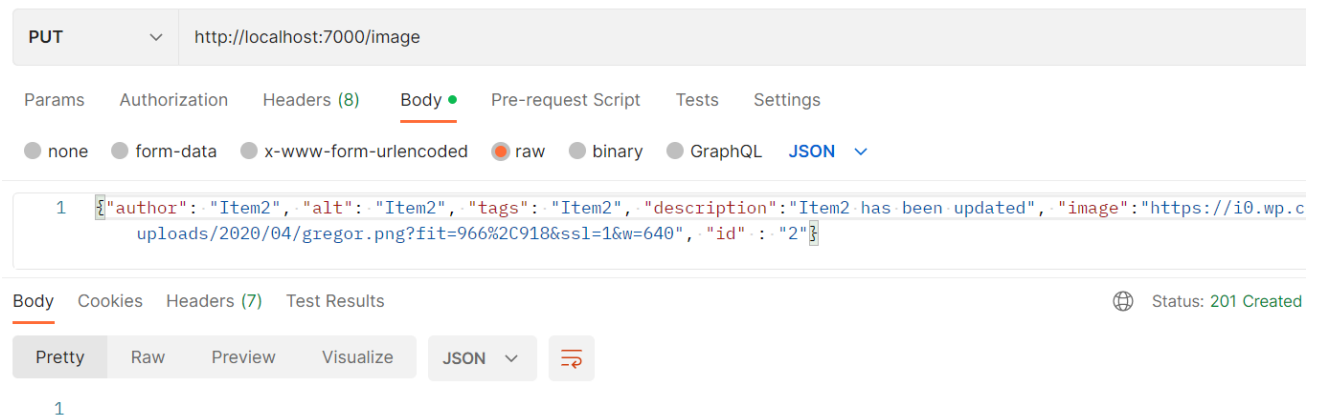 PUT http://localhost:7000/image
Params Authorization Headers (8) Body Pre-request Script Tests Settings
none form-data x-www-form-urlencoded raw binary GraphQL JSON
1 {"author": "Item2", "alt": "Item2", "tags": "Item2", "description":"Item2 has been updated", "image":"https://i0.wp.c
uploads/2020/04/gregor.png?fit=966%2C918&ssl=1&w=640", "id" : "2"}
Body Cookies Headers (7) Test Results Status: 201 Created
Pretty Raw Preview Visualize JSON
1